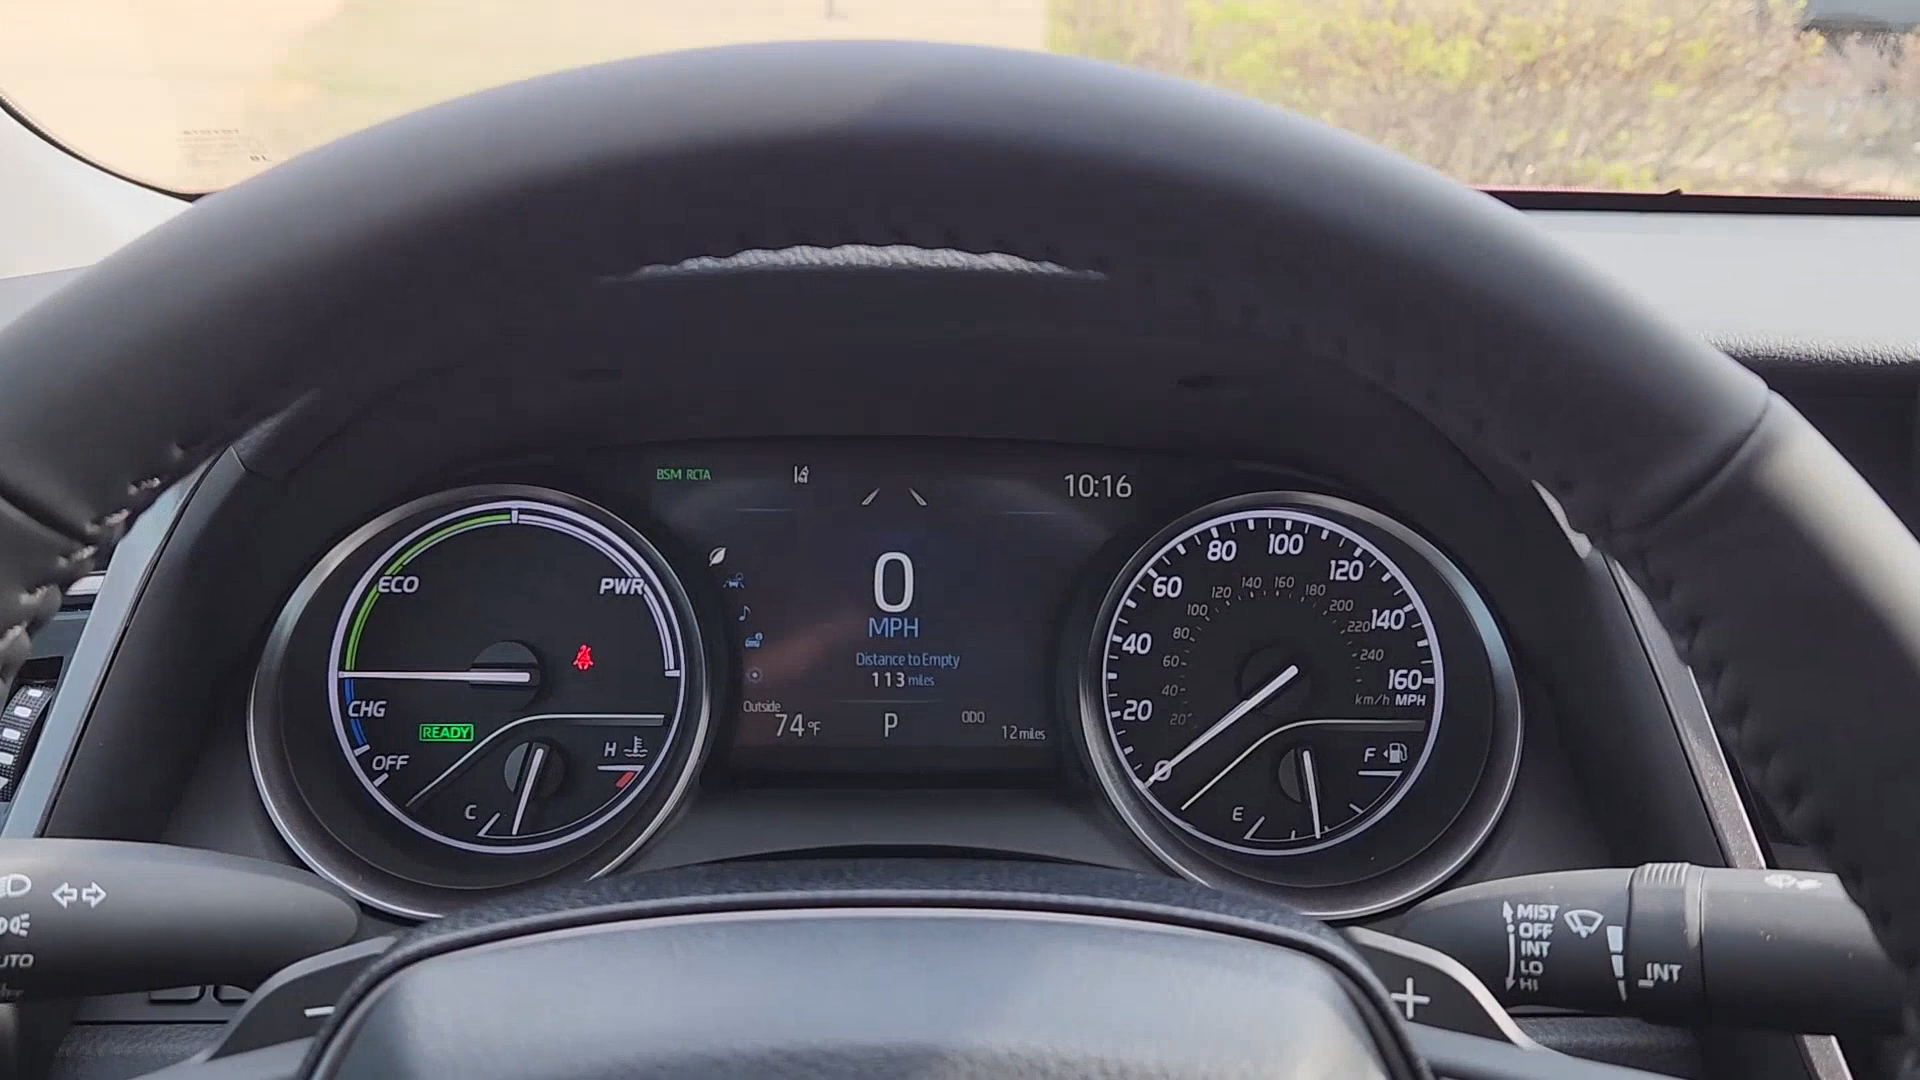 BSM RCTA
10:16
ECO
PWR
CHG
OFF
READY
C
H
0
MPH
Distance to Empty
113 miles
Outside
74°F
P
ODO
12 miles
0
20
40
60
80
100
120
140
160
20
40
60
80
100
120
140
160
180
200
220
240
km/h MPH
E
F
UTO
MIST
OFF
INT
LO
HI
INT
−
+